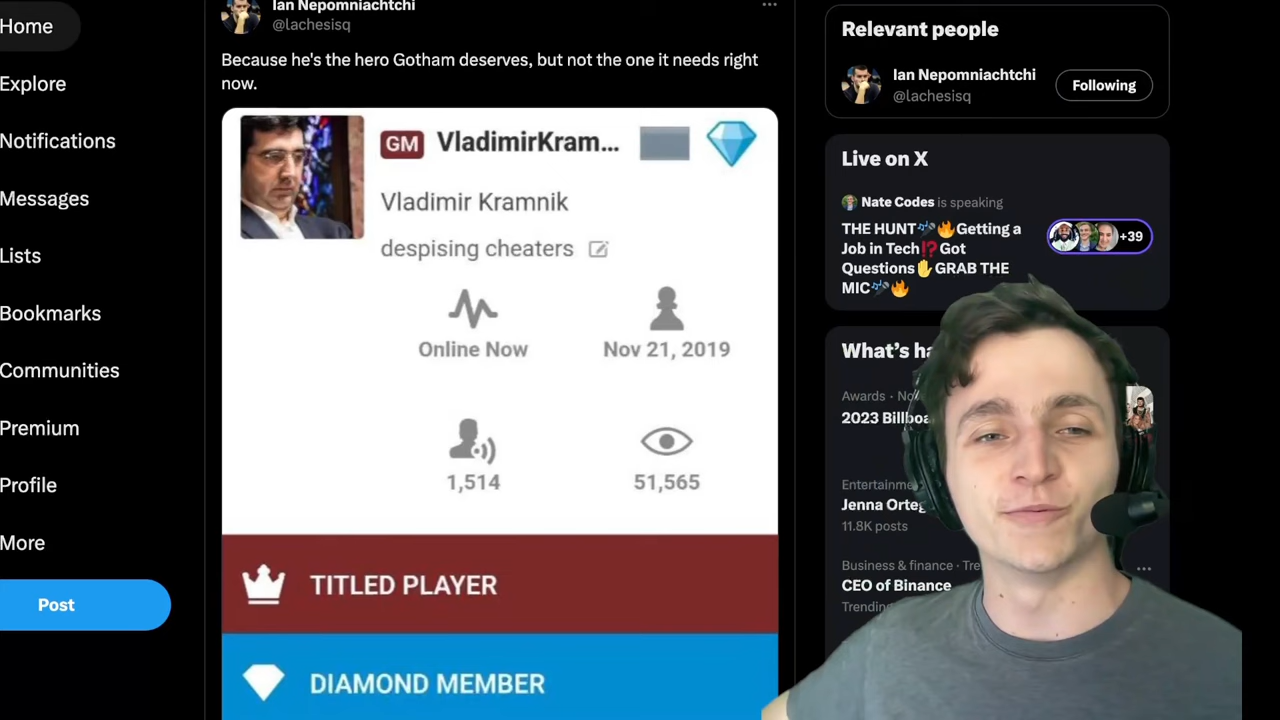 Home
Explore
Notifications
Messages
Lists
Bookmarks
Communities
Premium
Profile
More
Post
Ian Nepomniachtchi
@lachesisq
Because he's the hero Gotham deserves, but not the one it needs right
now.
GM VladimirKram...
Vladimir Kramnik
despising cheaters
Online Now
Nov 21, 2019
1,514
51,565
TITLED PLAYER
DIAMOND MEMBER
Relevant people
Ian Nepomniachtchi
@lachesisq
Following
Live on X
Nate Codes is speaking
THE HUNT🎤🔥Getting a
Job in Tech⁉️Got
Questions✋GRAB THE
MIC🎤🔥
+39
What's
Awards ·
2023
Jenna
11.8K posts
Business & finance ·
CEO of Binance
Trending